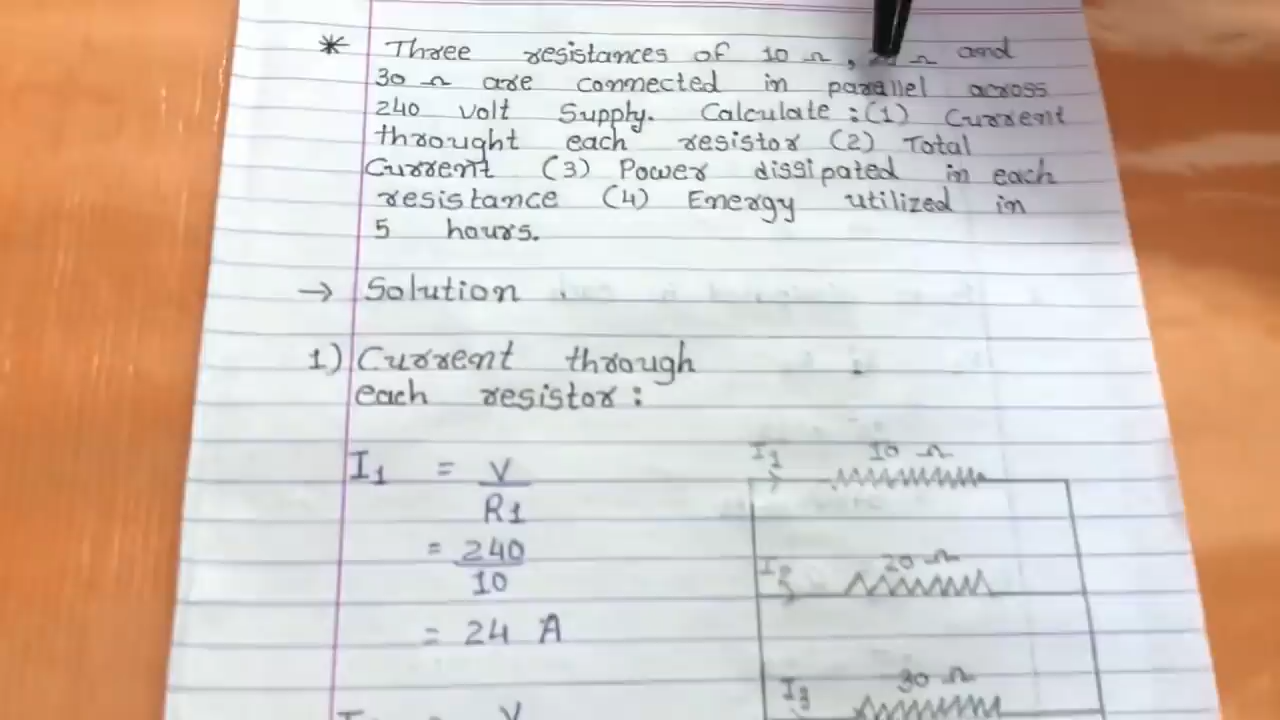 * Three resistances of 10 Ω, Ω and
30 Ω are connected in parallel across
240 volt Supply. Calculate :(1) Current
throught each resistor (2) Total
Current (3) Power dissipated in each
resistance (4) Energy utilized in
5 hours.
→ Solution
1) Current through
each resistor :
I1 = V
R1
= 240
10
= 24 A
I1 10 Ω
I2 20 Ω
I3 30 Ω
V